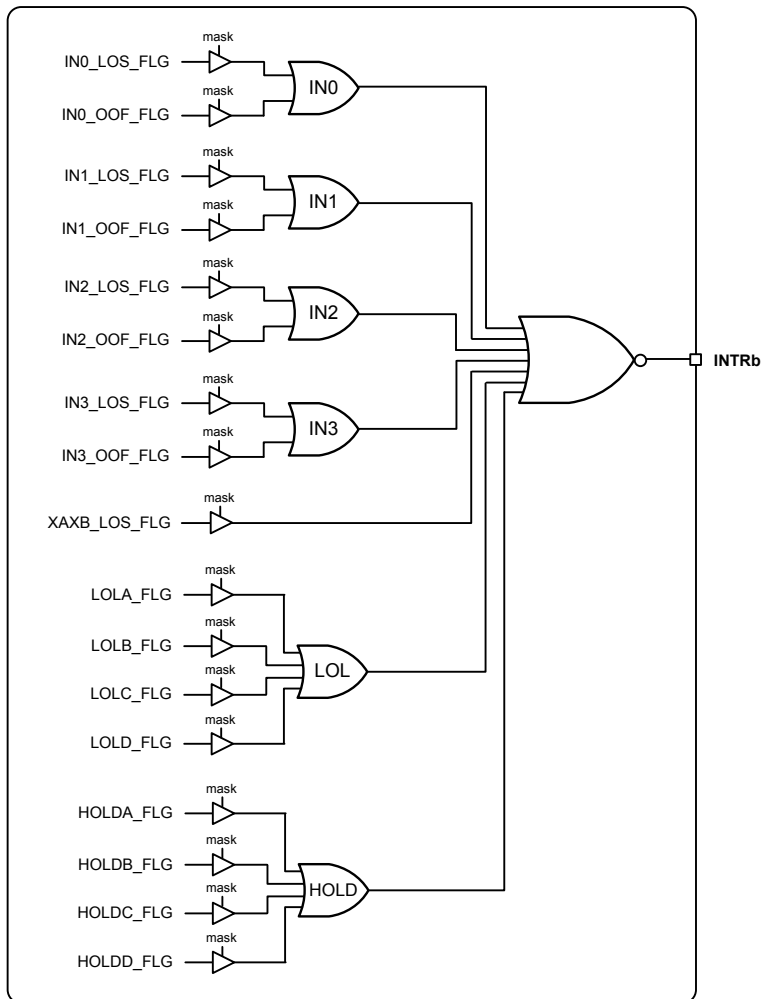 mask
IN0_LOS_FLG
mask
IN0
IN0_OOF_FLG
mask
IN1_LOS_FLG
mask
IN1
IN1_OOF_FLG
mask
IN2_LOS_FLG
mask
IN2
IN2_OOF_FLG
INTRb
mask
IN3_LOS_FLG
mask
IN3
IN3_OOF_FLG
mask
XAXB_LOS_FLG
mask
LOLA_FLG
mask
LOLB_FLG
mask
LOL
LOLC_FLG
mask
LOLD_FLG
mask
HOLDA_FLG
mask
HOLDB_FLG
mask
HOLD
HOLDC_FLG
mask
HOLDD_FLG